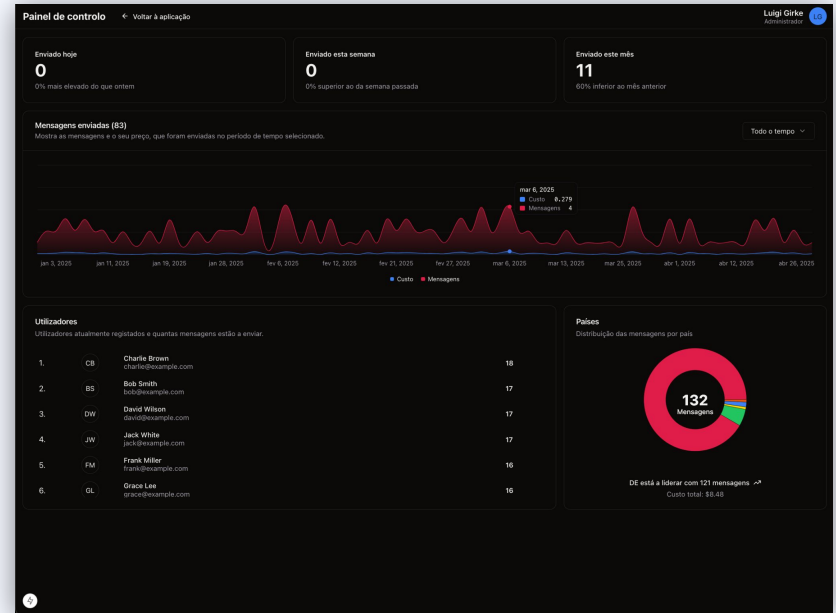 Painel de controlo
← Voltar à aplicação
Luigi Girke
Administrador
LG
Enviado hoje
0
0% mais elevado do que ontem
Enviado esta semana
0
0% superior ao da semana passada
Enviado este mês
11
60% inferior ao mês anterior
Mensagens enviadas (83)
Mostra as mensagens e o seu preço, que foram enviadas no período de tempo selecionado.
Todo o tempo
mar 6, 2025
Custo 0.279
Mensagens 4
jan 3, 2025 jan 11, 2025 jan 19, 2025 jan 28, 2025 fev 6, 2025 fev 12, 2025 fev 21, 2025 fev 27, 2025 mar 6, 2025 mar 13, 2025 mar 25, 2025 abr 1, 2025 abr 12, 2025 abr 26, 2025
Custo Mensagens
Utilizadores
Utilizadores atualmente registados e quantas mensagens estão a enviar.
1. CB Charlie Brown 18
charlie@example.com
2. BS Bob Smith 17
bob@example.com
3. DW David Wilson 17
david@example.com
4. JW Jack White 17
jack@example.com
5. FM Frank Miller 16
frank@example.com
6. GL Grace Lee 16
grace@example.com
Países
Distribuição das mensagens por país
132
Mensagens
DE está a liderar com 121 mensagens
Custo total: $8.48